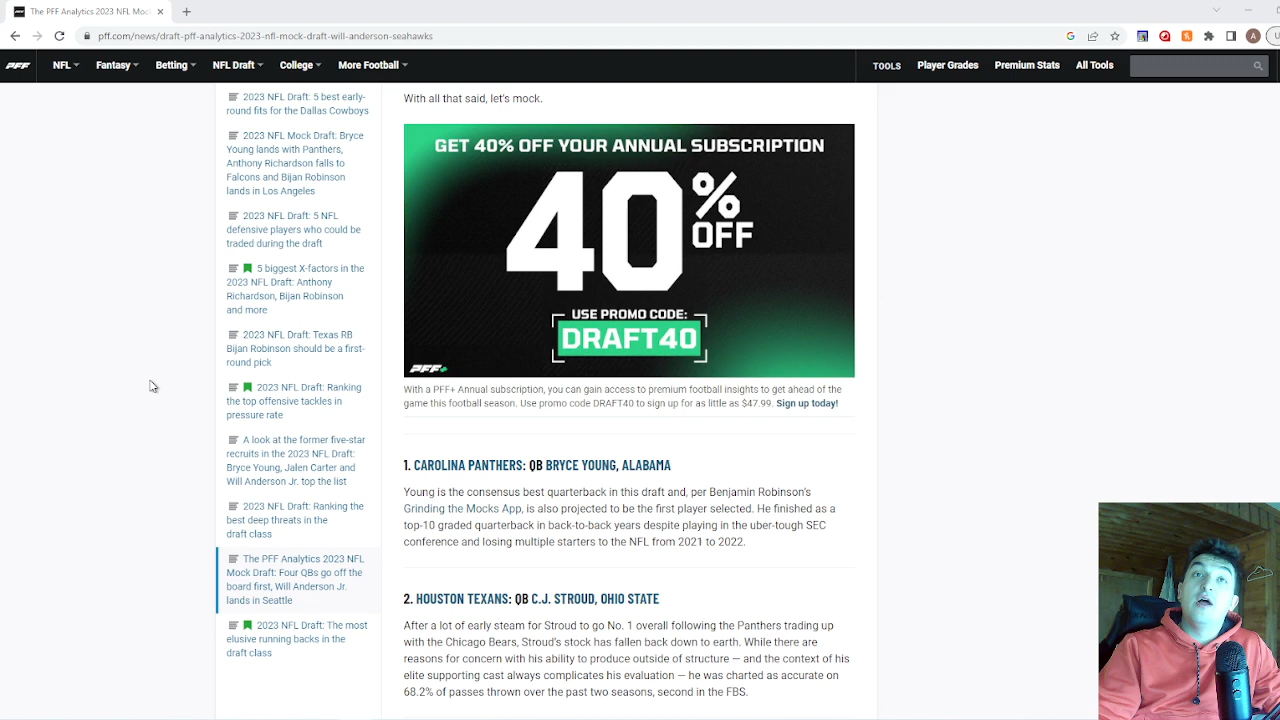 The PFF Analytics 2023 NFL Mock
pff.com/news/draft-pff-analytics-2023-nfl-mock-draft-will-anderson-seahawks
A
PFF
NFL
Fantasy
Betting
NFL Draft
College
More Football
TOOLS
Player Grades
Premium Stats
All Tools
2023 NFL Draft: 5 best early-
round fits for the Dallas Cowboys
2023 NFL Mock Draft: Bryce
Young lands with Panthers,
Anthony Richardson falls to
Falcons and Bijan Robinson
lands in Los Angeles
2023 NFL Draft: 5 NFL
defensive players who could be
traded during the draft
5 biggest X-factors in the
2023 NFL Draft: Anthony
Richardson, Bijan Robinson
and more
2023 NFL Draft: Texas RB
Bijan Robinson should be a first-
round pick
2023 NFL Draft: Ranking
the top offensive tackles in
pressure rate
A look at the former five-star
recruits in the 2023 NFL Draft:
Bryce Young, Jalen Carter and
Will Anderson Jr. top the list
2023 NFL Draft: Ranking the
best deep threats in the
draft class
The PFF Analytics 2023 NFL
Mock Draft: Four QBs go off the
board first, Will Anderson Jr.
lands in Seattle
2023 NFL Draft: The most
elusive running backs in the
draft class
With all that said, let's mock.
GET 40% OFF YOUR ANNUAL SUBSCRIPTION
40% OFF
USE PROMO CODE:
DRAFT40
PFF+
With a PFF+ Annual subscription, you can gain access to premium football insights to get ahead of the
game this football season. Use promo code DRAFT40 to sign up for as little as $47.99. Sign up today!
1. CAROLINA PANTHERS: QB BRYCE YOUNG, ALABAMA
Young is the consensus best quarterback in this draft and, per Benjamin Robinson's
Grinding the Mocks App, is also projected to be the first player selected. He finished as a
top-10 graded quarterback in back-to-back years despite playing in the uber-tough SEC
conference and losing multiple starters to the NFL from 2021 to 2022.
2. HOUSTON TEXANS: QB C.J. STROUD, OHIO STATE
After a lot of early steam for Stroud to go No. 1 overall following the Panthers trading up
with the Chicago Bears, Stroud's stock has fallen back down to earth. While there are
reasons for concern with his ability to produce outside of structure — and the context of his
elite supporting cast always complicates his evaluation — he was charted as accurate on
68.2% of passes thrown over the past two seasons, second in the FBS.